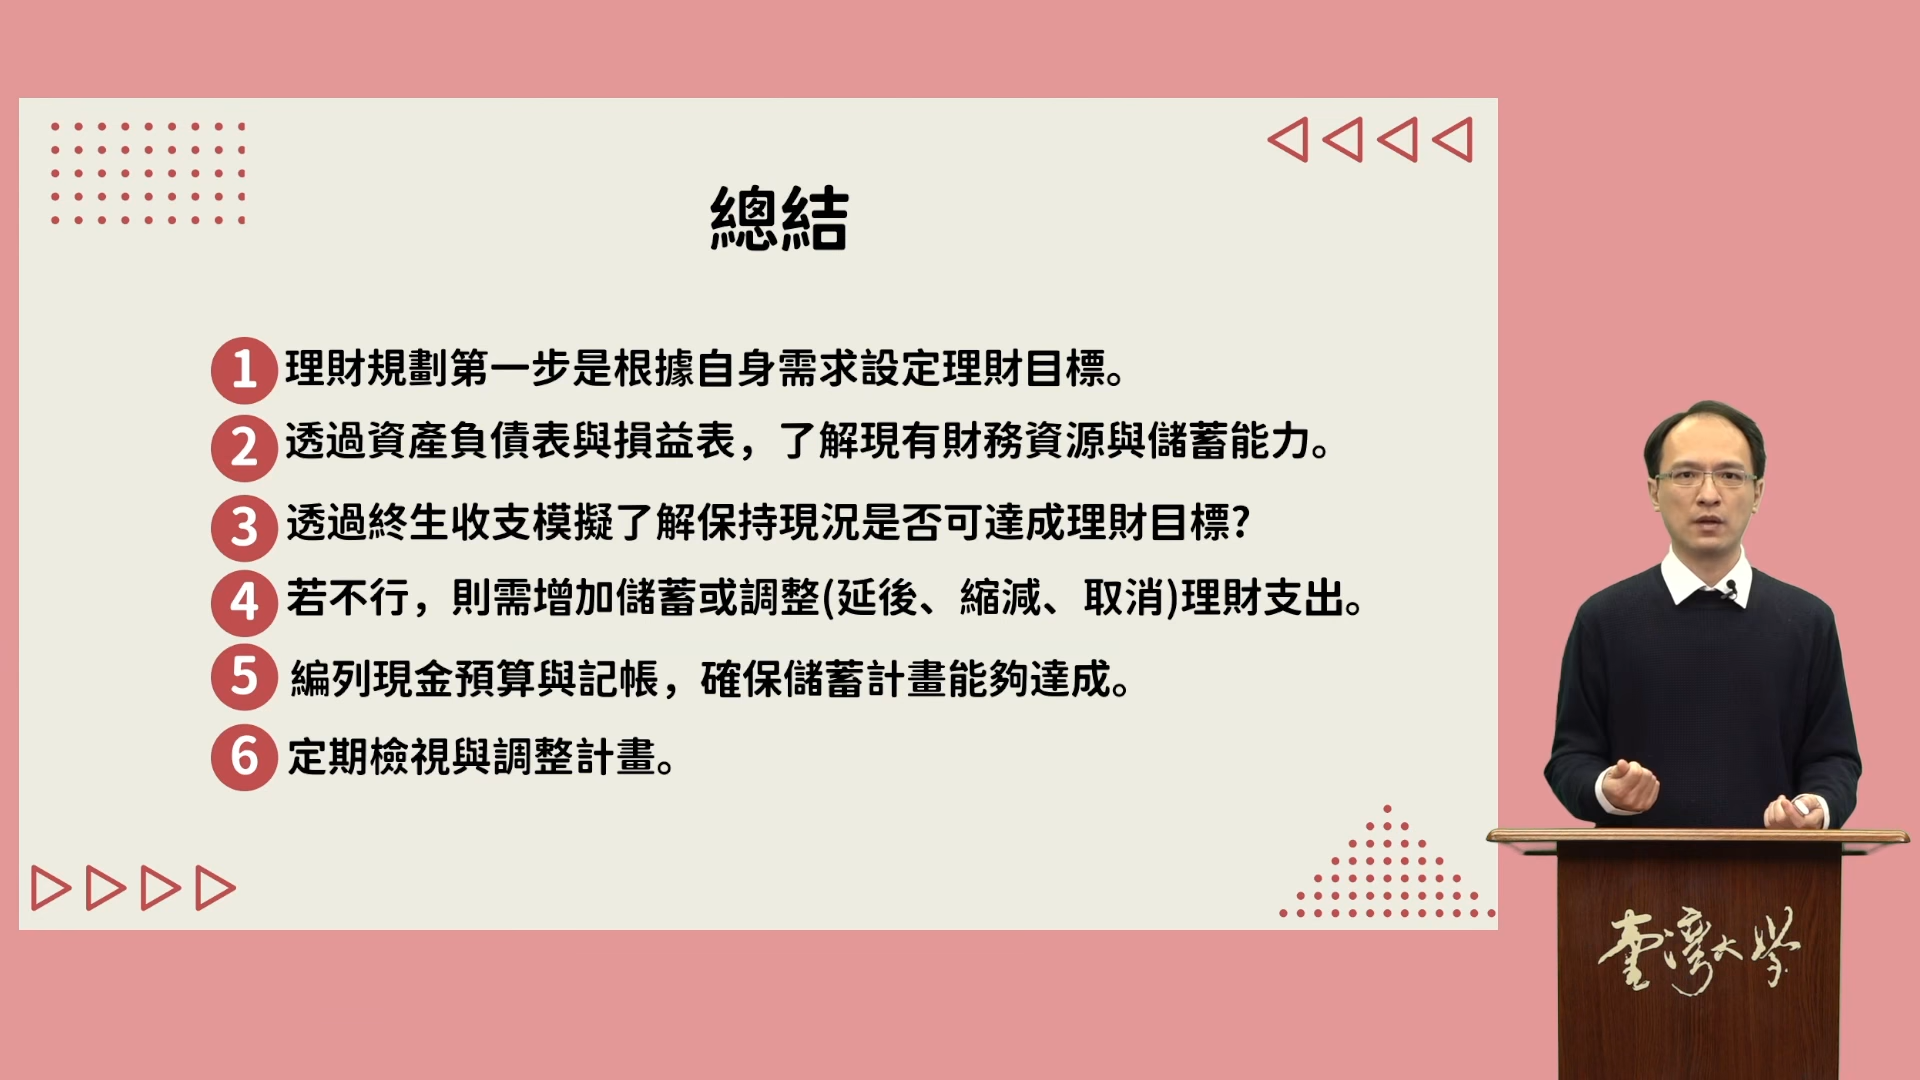 總結
1 理財規劃第一步是根據自身需求設定理財目標。
2 透過資產負債表與損益表，了解現有財務資源與儲蓄能力。
3 透過終生收支模擬了解保持現況是否可達成理財目標?
4 若不行，則需增加儲蓄或調整(延後、縮減、取消)理財支出。
5 編列現金預算與記帳，確保儲蓄計畫能夠達成。
6 定期檢視與調整計畫。
臺灣大學